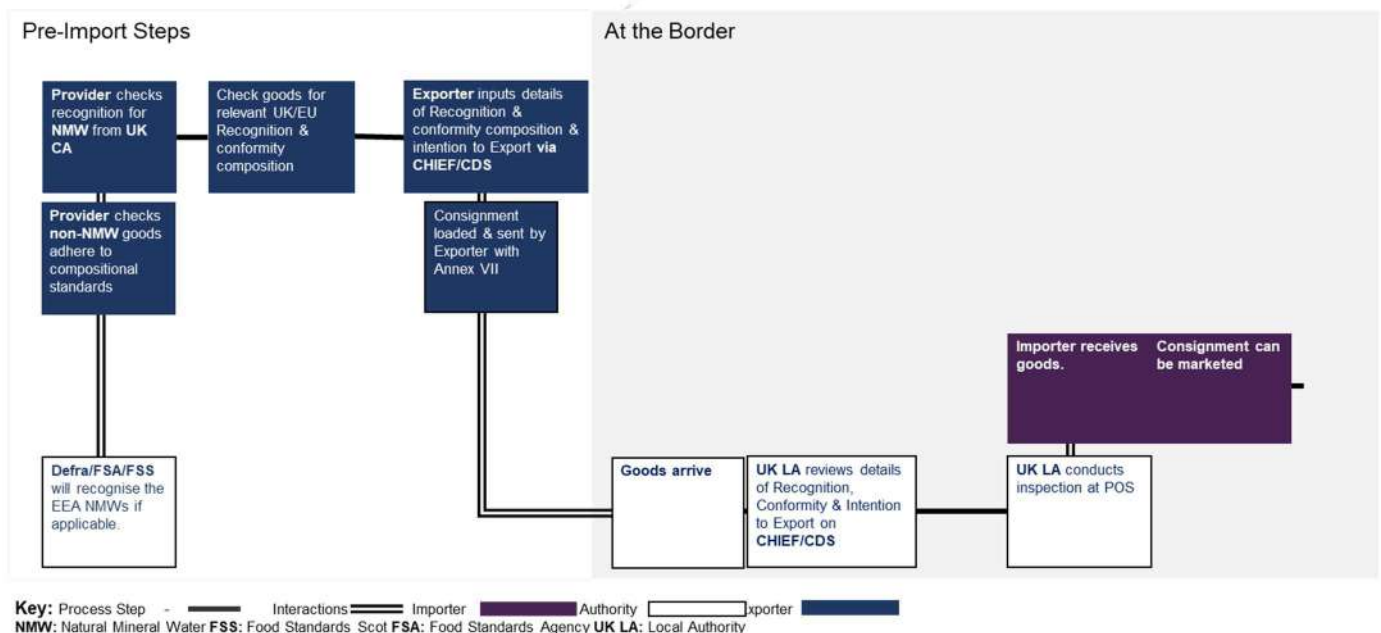 Pre-Import Steps
At the Border
Provider checks
recognition for
NMW from UK
CA
Check goods for
relevant UK/EU
Recognition &
conformity
composition
Exporter inputs details
of Recognition &
conformity composition &
intention to Export via
CHIEF/CDS
Provider checks
non-NMW goods
adhere to
compositional
standards
Consignment
loaded & sent by
Exporter with
Annex VII
Importer receives
goods.
Consignment can
be marketed
Defra/FSA/FSS
will recognise the
EEA NMWs if
applicable.
Goods arrive
UK LA reviews details
of Recognition,
Conformity & Intention
to Export on
CHIEF/CDS
UK LA conducts
inspection at POS
Key: Process Step - Interactions Importer Authority xporter
NMW: Natural Mineral Water FSS: Food Standards Scot FSA: Food Standards Agency UK LA: Local Authority